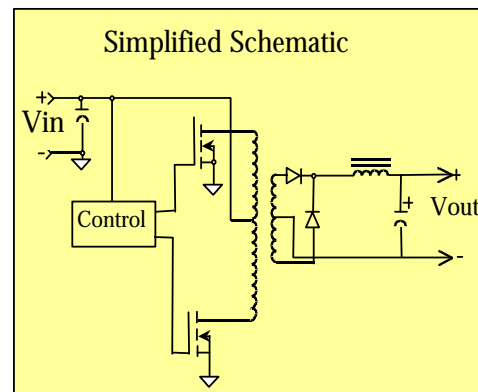 Simplified Schematic
+
Vin
-
Control
+
+
Vout
-